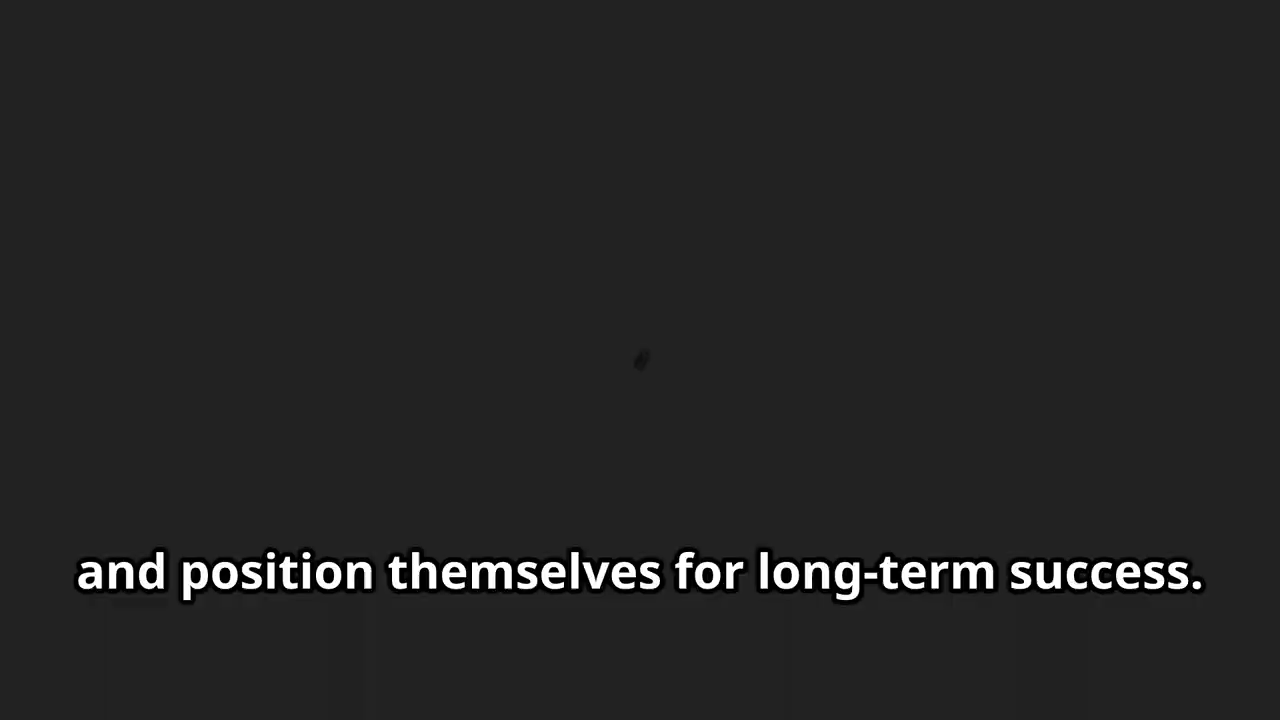 and position themselves for long-term success.